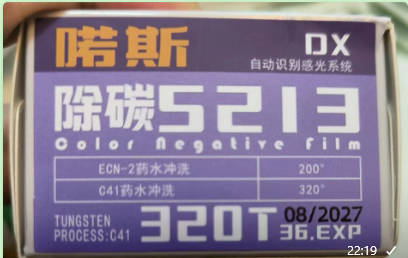 喏斯
DX
自动识别感光系统
除碳5213
Color Negative Film
ECN-2药水冲洗 200°
C41药水冲洗 320°
TUNGSTEN
PROCESS:C41
320T
08/2027
36.EXP
22:19